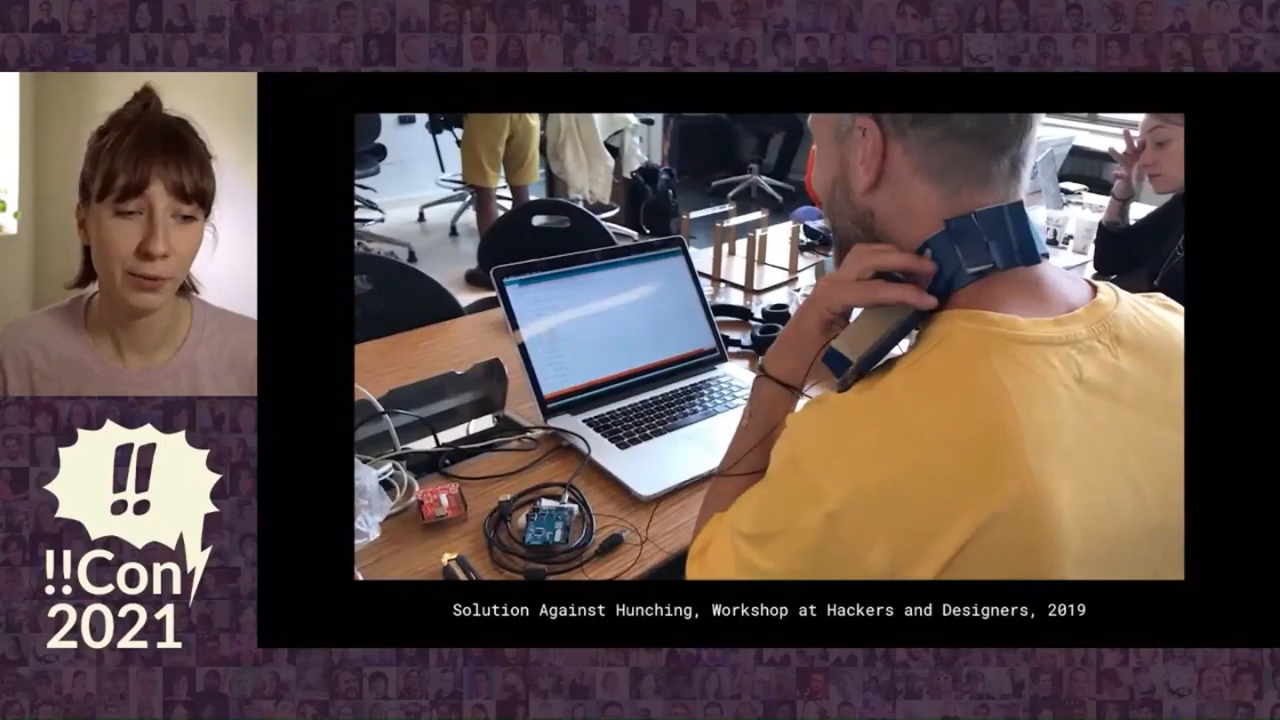 !!
!!Con
2021
Solution Against Hunching, Workshop at Hackers and Designers, 2019